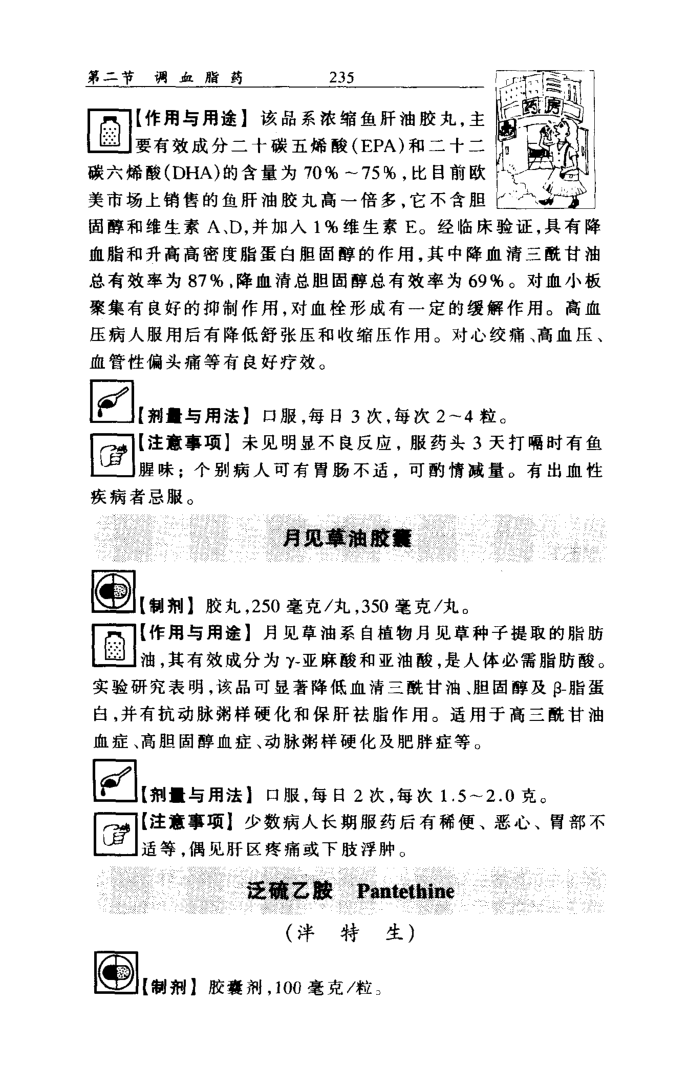 第二节 调血脂药 235
药房
【作用与用途】该品系浓缩鱼肝油胶丸,主
要有效成分二十碳五烯酸(EPA)和二十二
碳六烯酸(DHA)的含量为70%~75%,比目前欧
美市场上销售的鱼肝油胶丸高一倍多,它不含胆
固醇和维生素A、D,并加入1%维生素E。经临床验证,具有降
血脂和升高高密度脂蛋白胆固醇的作用,其中降血清三酰甘油
总有效率为87%,降血清总胆固醇总有效率为69%。对血小板
聚集有良好的抑制作用,对血栓形成有一定的缓解作用。高血
压病人服用后有降低舒张压和收缩压作用。对心绞痛、高血压、
血管性偏头痛等有良好疗效。
【剂量与用法】口服,每日3次,每次2~4粒。
【注意事项】未见明显不良反应,服药头3天打嗝时有鱼
腥味;个别病人可有胃肠不适,可酌情减量。有出血性
疾病者忌服。
月见草油胶囊
【制剂】胶丸,250毫克/丸,350毫克/丸。
【作用与用途】月见草油系自植物月见草种子提取的脂肪
油,其有效成分为γ-亚麻酸和亚油酸,是人体必需脂肪酸。
实验研究表明,该品可显著降低血清三酰甘油、胆固醇及β-脂蛋
白,并有抗动脉粥样硬化和保肝祛脂作用。适用于高三酰甘油
血症、高胆固醇血症、动脉粥样硬化及肥胖症等。
【剂量与用法】口服,每日2次,每次1.5~2.0克。
【注意事项】少数病人长期服药后有稀便、恶心、胃部不
适等,偶见肝区疼痛或下肢浮肿。
泛硫乙胺 Pantethine
(泮特生)
【制剂】胶囊剂,100毫克/粒。